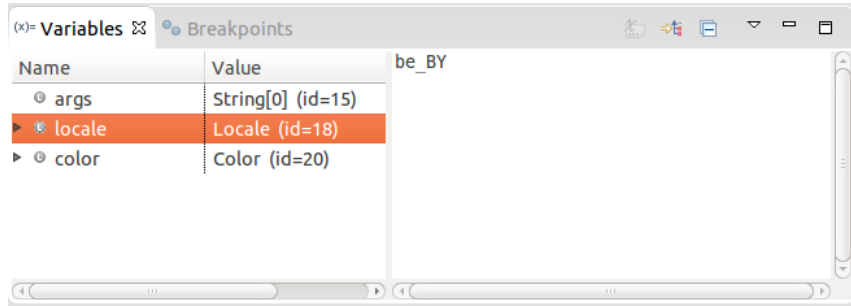 (x)= Variables Breakpoints
Name Value
args String[0] (id=15)
locale Locale (id=18)
color Color (id=20)
be_BY